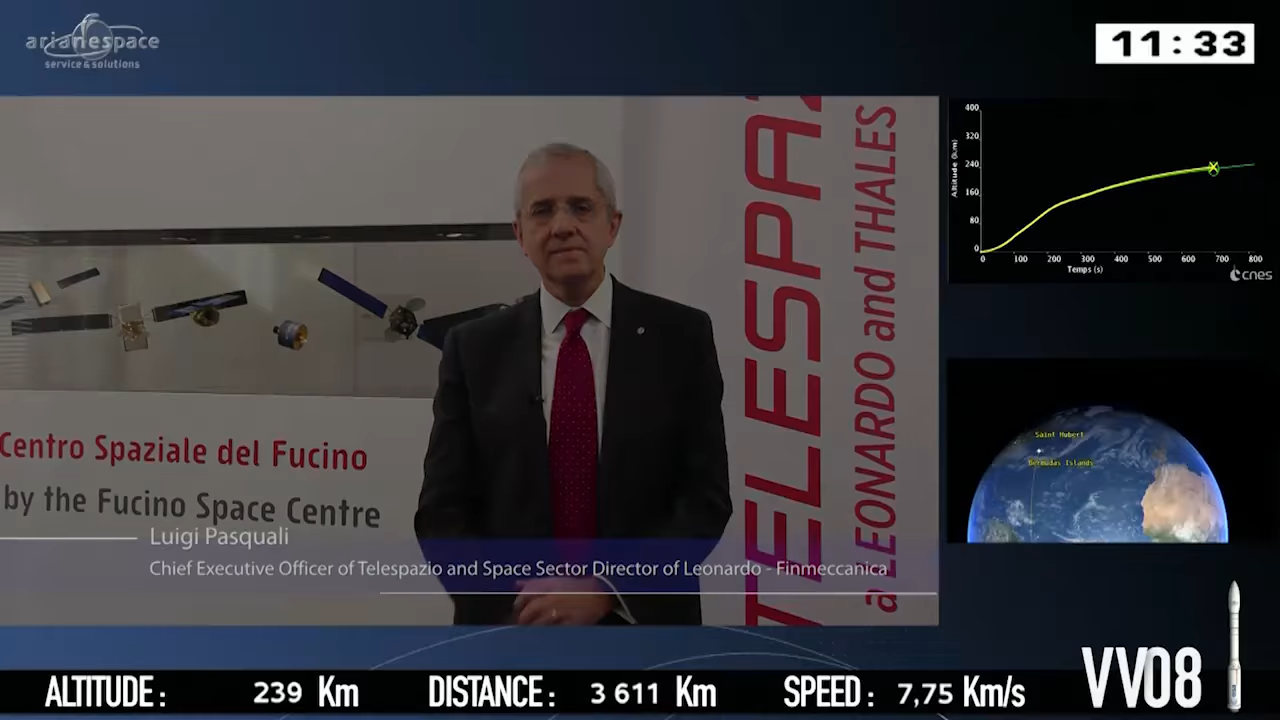 arianespace
service & solutions
11:33
TELESPAZ
a LEONARDO and THALES
Centro Spaziale del Fucino
by the Fucino Space Centre
Luigi Pasquali
Chief Executive Officer of Telespazio and Space Sector Director of Leonardo - Finmeccanica
400
320
240
160
80
0
Altitude (km)
0 100 200 300 400 500 600 700 800
Temps (s)
cnes
Saint Hubert
Bermudas Islands
VV08
ALTITUDE : 239 Km DISTANCE : 3 611 Km SPEED : 7,75 Km/s